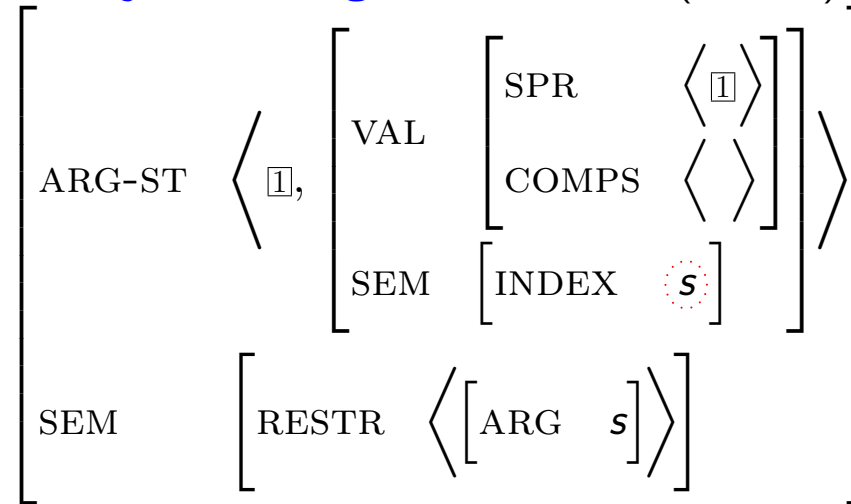 SPR ⟨ 1 ⟩
VAL
COMPS ⟨ ⟩
ARG-ST ⟨ 1, ⟩
SEM [INDEX s]
SEM [RESTR ⟨[ARG s]⟩]